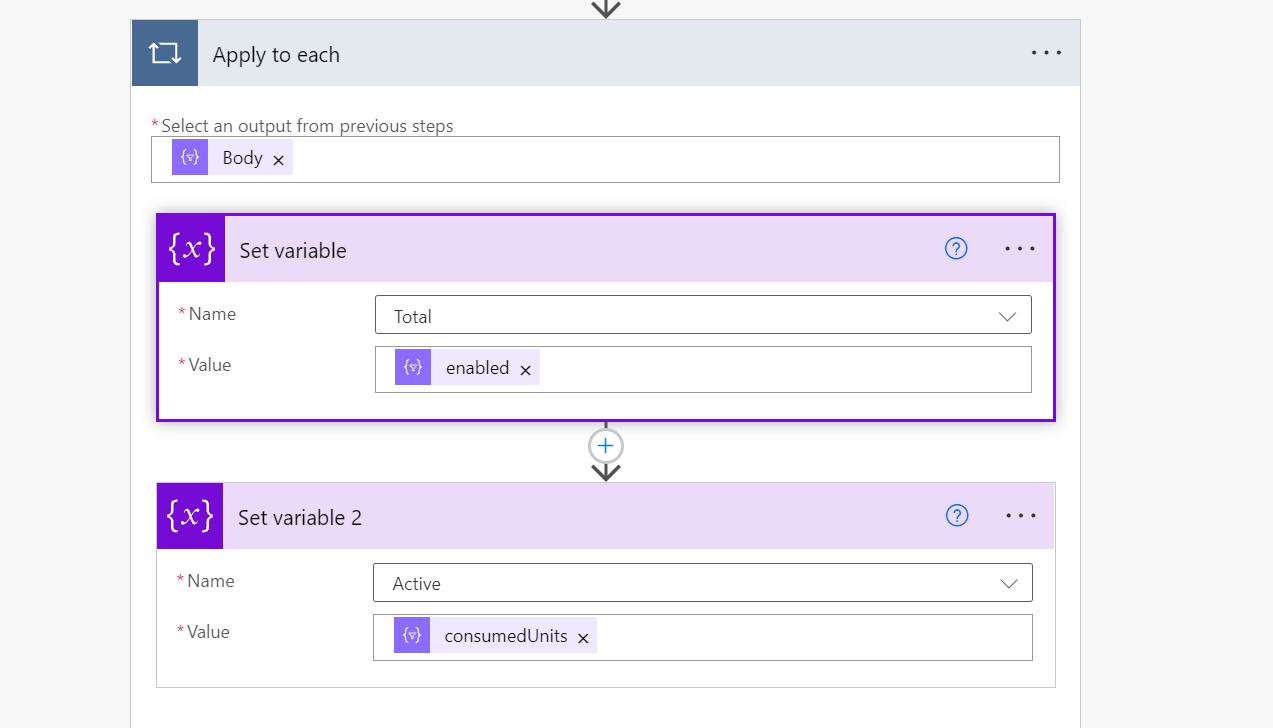 Apply to each
* Select an output from previous steps
{▿} Body ×
{x} Set variable ?
* Name Total
* Value {▿} enabled ×
{x} Set variable 2 ?
* Name Active
* Value {▿} consumedUnits ×